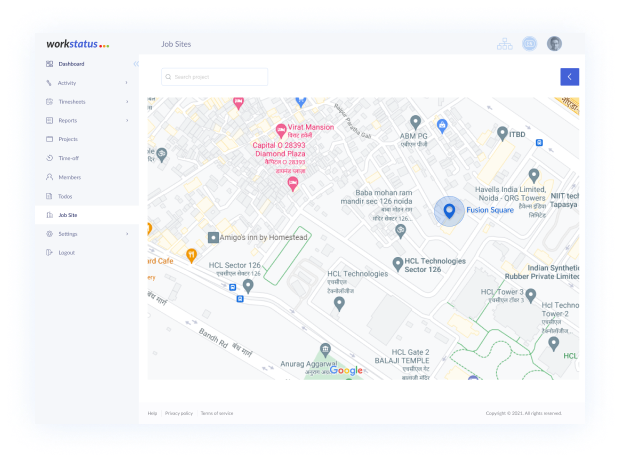 workstatus
Job Sites
Dashboard
Activity
Timesheets
Reports
Projects
Time-off
Members
Todos
Job Site
Settings
Logout
Search project
Virat Mansion
विराट हवेली
Capital O 28393
Diamond Plaza
कैपिटल O 28393
डायमंड प्लाजा
ABM PG
एबीएम पीजी
ITBD
Baba mohan ram
mandir sec 126 noida
बाबा मोहन राम
मंदिर सेक्टर 126...
Havells India Limited,
Noida - QRG Towers
हैवेल्स इंडिया
लिमिटेड
NIIT tech
Tapasya
Fusion Square
Amigo's inn by Homestead
ard Cafe
HCL Sector 126
एचसीएल सेक्टर 126
HCL Technologies
एचसीएल
टेक्नोलॉजीज
HCL Technologies
Sector 126
Indian Syntheti
Rubber Private Limited
HCL Tower 3
एचसीएल टॉवर 3
Hcl Techno
Tower-2
एचसीएल
टेक्नोलॉजीज...
Bandh Rd
बंध मार्ग
HCL
HCL Gate 2
BALAJI TEMPLE
एचसीएल गेट
बालाजी मंदिर
Anurag Aggarwal
Google
Help
Privacy policy
Terms of service
Copyright © 2021. All rights reserved.